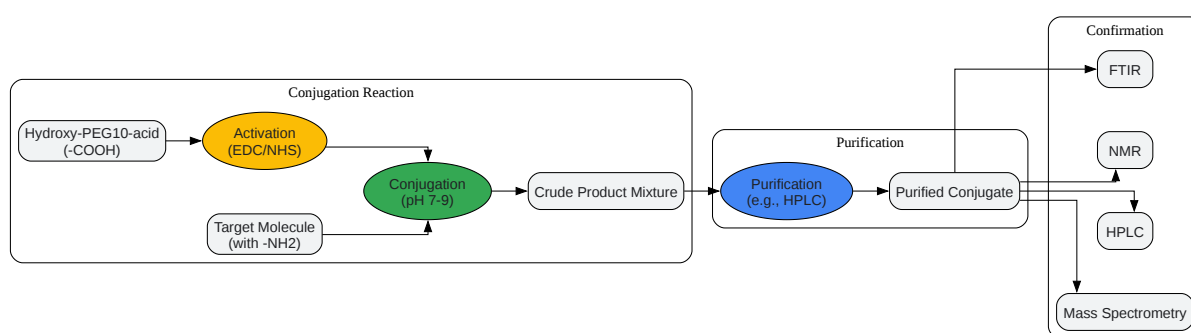 Confirmation
FTIR
Conjugation Reaction
Hydroxy-PEG10-acid
(-COOH)
Activation
(EDC/NHS)
Purification
NMR
Conjugation
(pH 7-9)
Crude Product Mixture
Purification
(e.g., HPLC)
Purified Conjugate
Target Molecule
(with -NH2)
HPLC
Mass Spectrometry